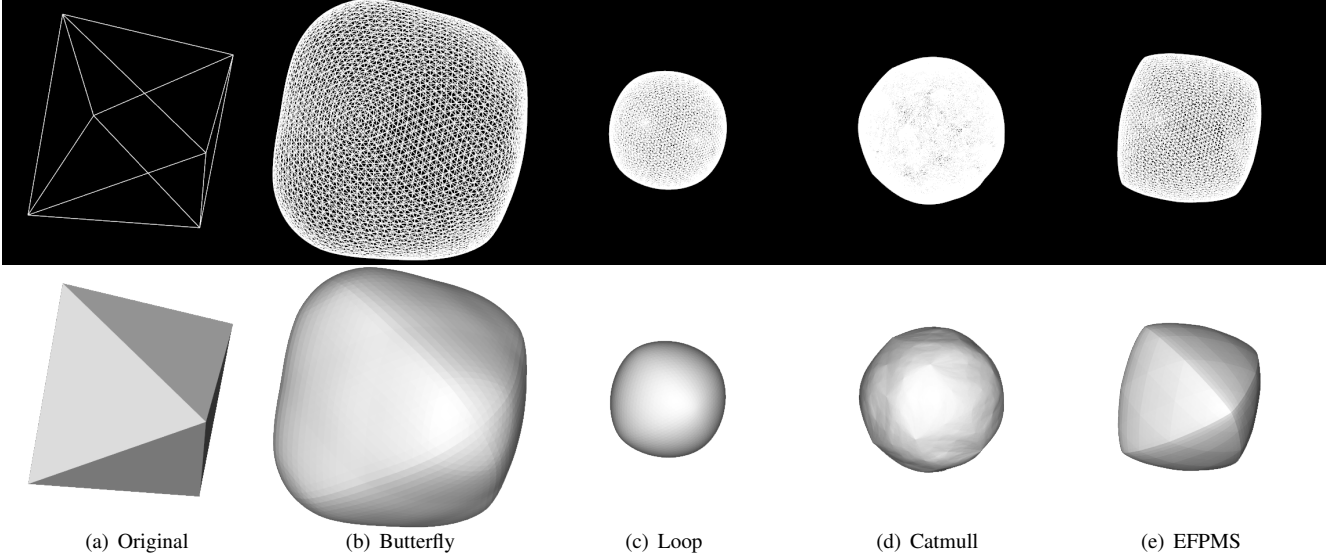 (a) Original
(b) Butterfly
(c) Loop
(d) Catmull
(e) EFPMS